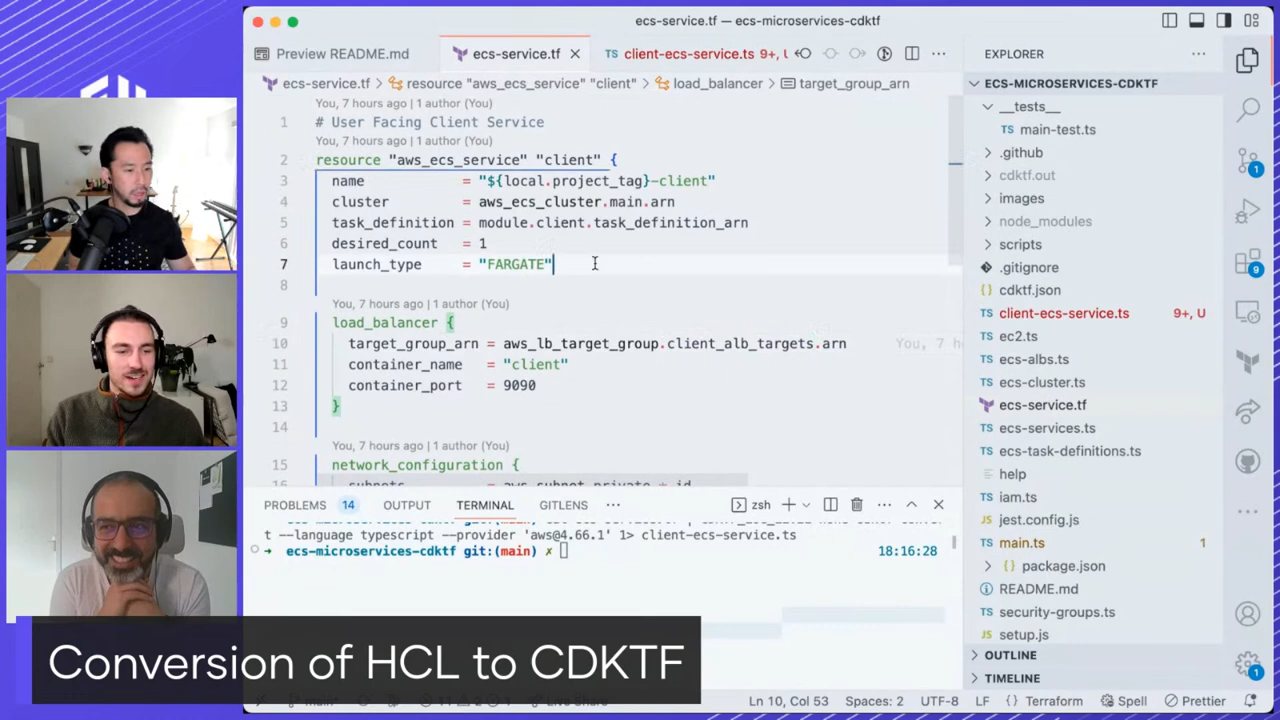 ecs-service.tf — ecs-microservices-cdktf
Preview README.md
ecs-service.tf
client-ecs-service.ts 9+, U
EXPLORER
ecs-service.tf > resource "aws_ecs_service" "client" > load_balancer > target_group_arn
You, 7 hours ago | 1 author (You)
1 # User Facing Client Service
You, 7 hours ago | 1 author (You)
2 resource "aws_ecs_service" "client" {
3 name = "${local.project_tag}-client"
4 cluster = aws_ecs_cluster.main.arn
5 task_definition = module.client.task_definition_arn
6 desired_count = 1
7 launch_type = "FARGATE"
8
You, 7 hours ago | 1 author (You)
9 load_balancer {
10 target_group_arn = aws_lb_target_group.client_alb_targets.arn You, 7 h
11 container_name = "client"
12 container_port = 9090
13 }
14
You, 7 hours ago | 1 author (You)
15 network_configuration {
ECS-MICROSERVICES-CDKTF
__tests__
main-test.ts
.github
cdktf.out
images
node_modules
scripts
.gitignore
cdktf.json
client-ecs-service.ts 9+, U
ec2.ts
ecs-albs.ts
ecs-cluster.ts
ecs-service.tf
ecs-services.ts
ecs-task-definitions.ts
help
iam.ts
jest.config.js
main.ts 1
package.json
README.md
security-groups.ts
setup.js
OUTLINE
TIMELINE
1
9
1
PROBLEMS 14 OUTPUT TERMINAL GITLENS zsh
t --language typescript --provider 'aws@4.66.1' 1> client-ecs-service.ts
ecs-microservices-cdktf git:(main) ✗ 18:16:28
Conversion of HCL to CDKTF
Ln 10, Col 53 Spaces: 2 UTF-8 LF Terraform Spell Prettier